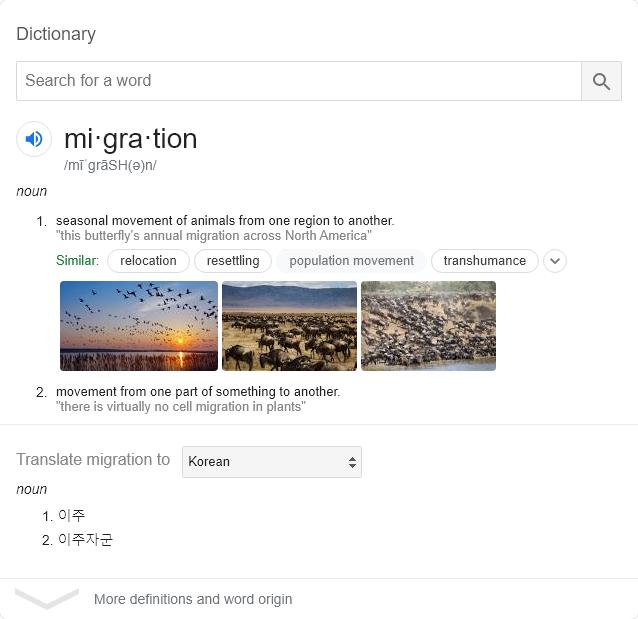 Dictionary
Search for a word
mi·gra·tion
/mīˈɡrāSH(ə)n/
noun
1. seasonal movement of animals from one region to another.
"this butterfly's annual migration across North America"
Similar: relocation resettling population movement transhumance
2. movement from one part of something to another.
"there is virtually no cell migration in plants"
Translate migration to Korean
noun
1. 이주
2. 이주자군
More definitions and word origin